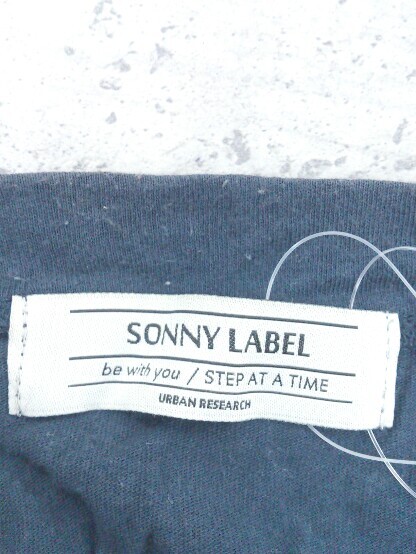 SONNY LABEL
be with you / STEP AT A TIME
URBAN RESEARCH